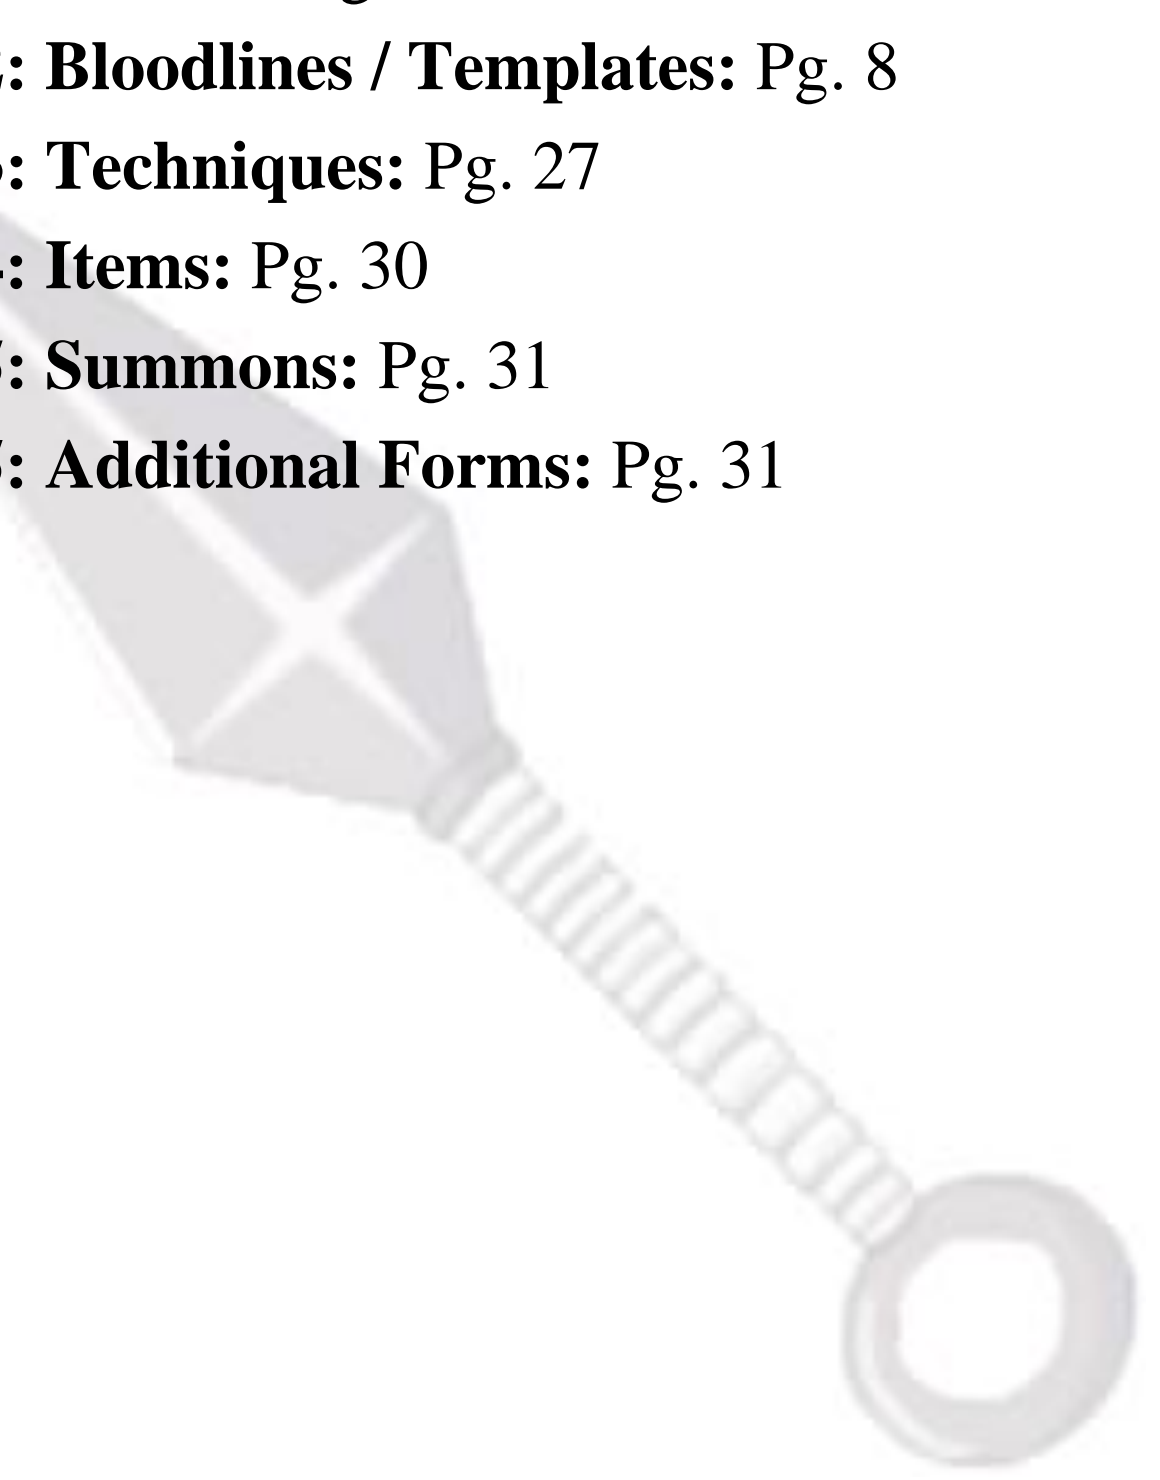 : Bloodlines / Templates: Pg. 8
: Techniques: Pg. 27
: Items: Pg. 30
: Summons: Pg. 31
: Additional Forms: Pg. 31